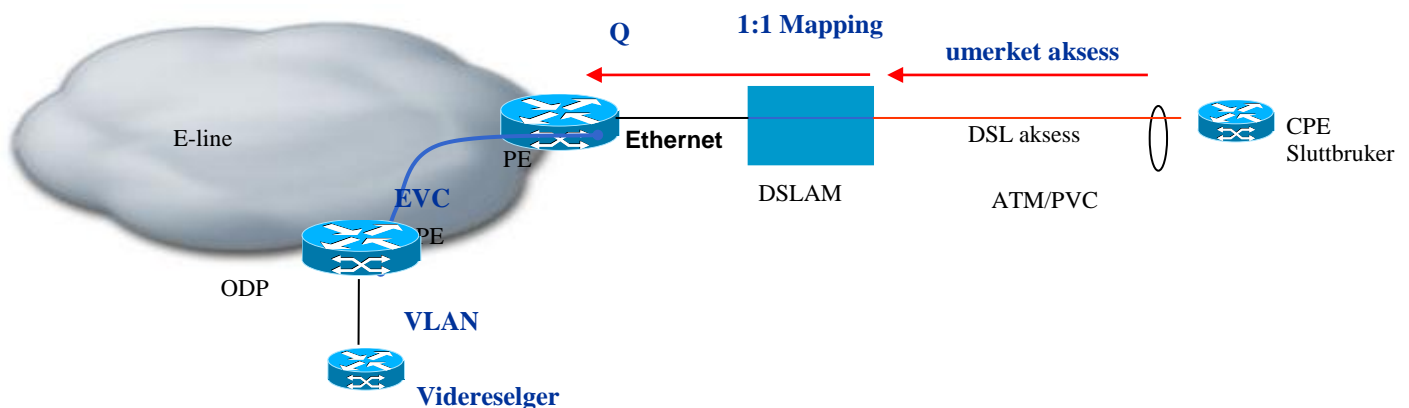 Q
1:1 Mapping
umerket aksess
E-line
PE
Ethernet
DSL aksess
CPE
Sluttbruker
DSLAM
ATM/PVC
EVC
PE
ODP
VLAN
Videreselger